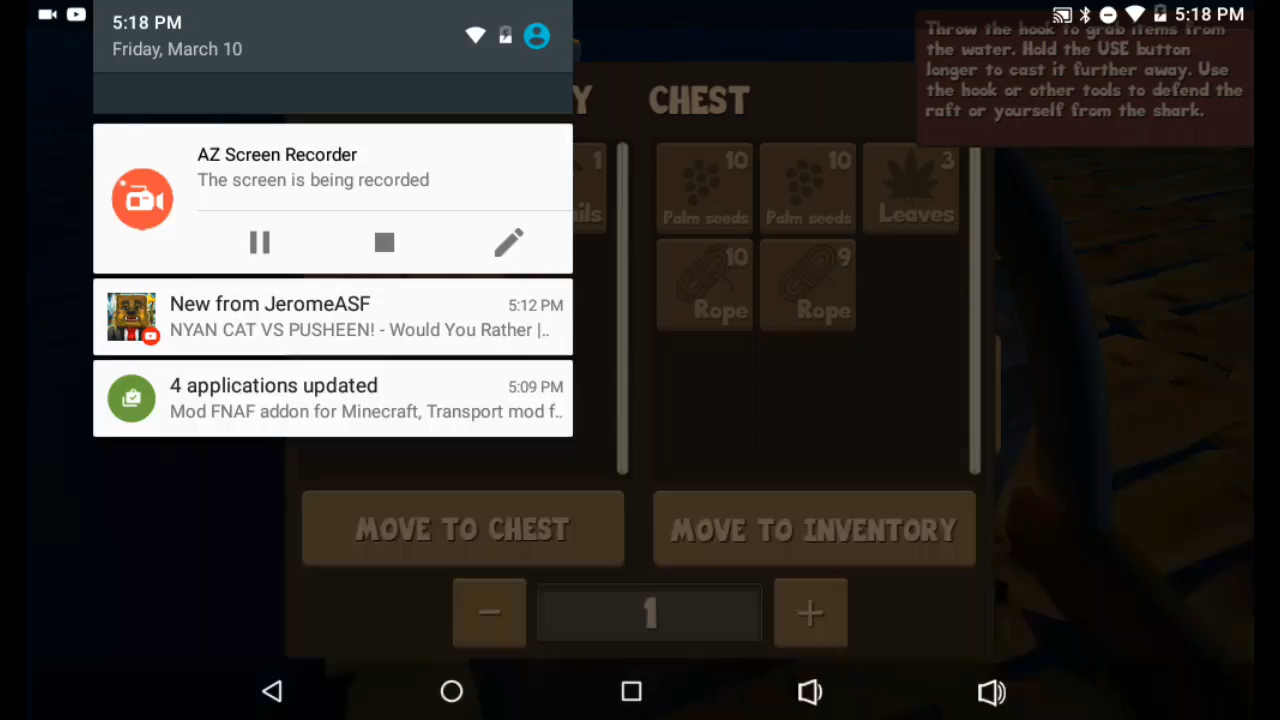 5:18 PM
Friday, March 10
5:18 PM
Throw the hook to grab items from
the water. Hold the USE button
longer to cast it further away. Use
the hook or other tools to defend the
raft or yourself from the shark.
Y
CHEST
AZ Screen Recorder
The screen is being recorded
New from JeromeASF
5:12 PM
NYAN CAT VS PUSHEEN! - Would You Rather |..
4 applications updated
5:09 PM
Mod FNAF addon for Minecraft, Transport mod f..
1
ils
10
Palm seeds
10
Palm seeds
3
Leaves
10
Rope
9
Rope
MOVE TO CHEST
MOVE TO INVENTORY
-
1
+